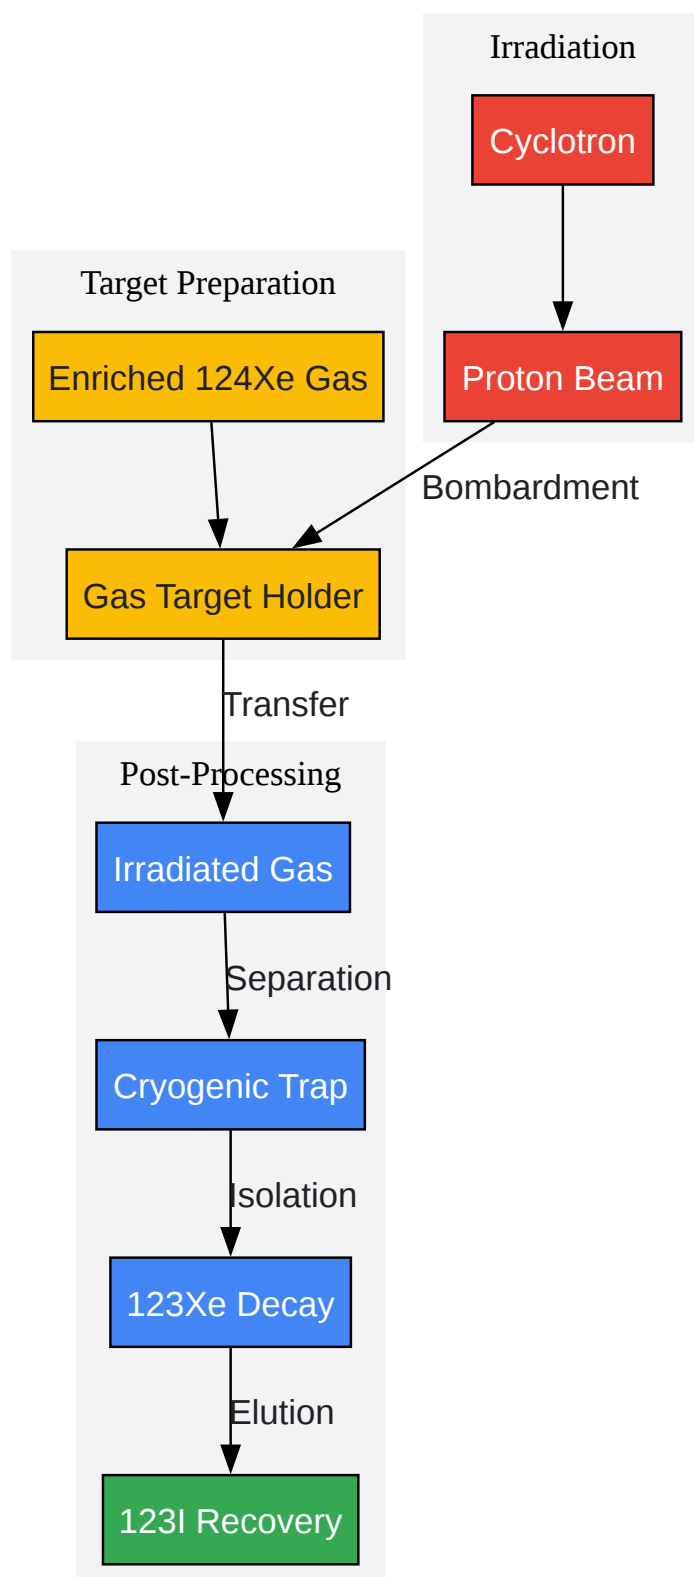 Irradiation
Cyclotron
Target Preparation
Enriched 124Xe Gas
Proton Beam
Bombardment
Gas Target Holder
Transfer
Post-Processing
Irradiated Gas
Separation
Cryogenic Trap
Isolation
123Xe Decay
Elution
123I Recovery